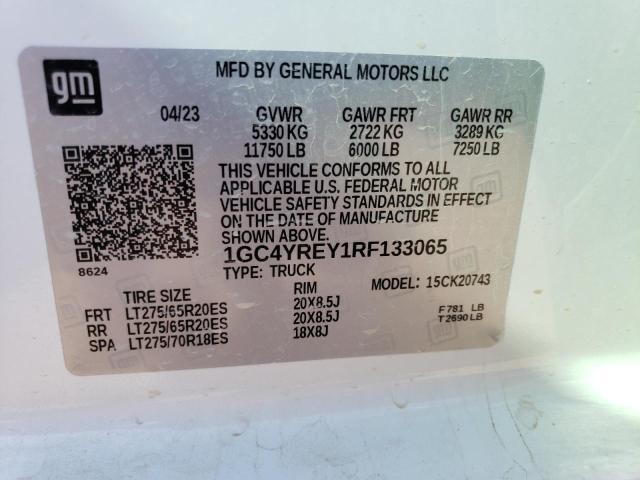 gm
MFD BY GENERAL MOTORS LLC
04/23 GVWR GAWR FRT GAWR RR
5330 KG 2722 KG 3289 KG
11750 LB 6000 LB 7250 LB
THIS VEHICLE CONFORMS TO ALL
APPLICABLE U.S. FEDERAL MOTOR
VEHICLE SAFETY STANDARDS IN EFFECT
ON THE DATE OF MANUFACTURE
SHOWN ABOVE.
8624
1GC4YREY1RF133065
TYPE: TRUCK MODEL: 15CK20743
TIRE SIZE RIM
FRT LT275/65R20ES 20X8.5J
RR LT275/65R20ES 20X8.5J
SPA LT275/70R18ES 18X8J
F781 LB
T2690 LB